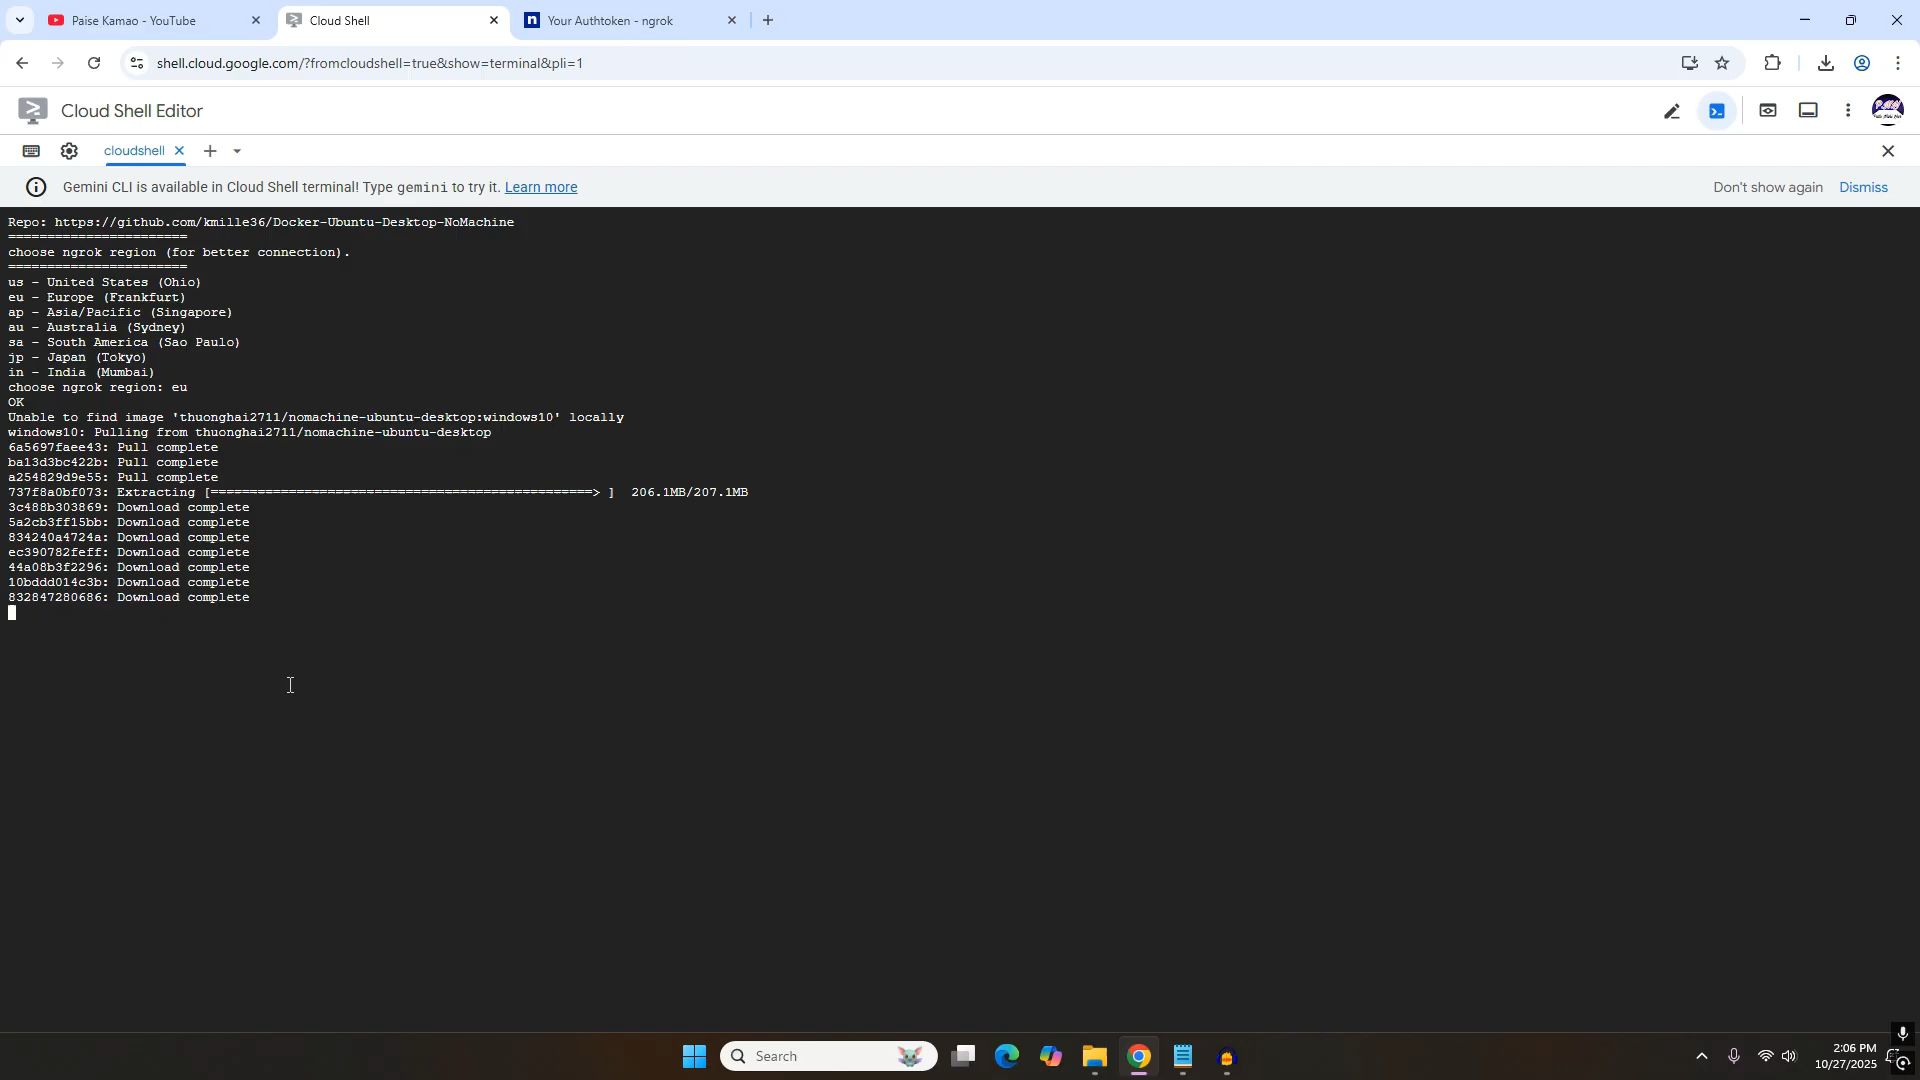 Paise Kamao - YouTube
Cloud Shell
Your Authtoken - ngrok
shell.cloud.google.com/?fromcloudshell=true&show=terminal&pli=1
Cloud Shell Editor
cloudshell
Gemini CLI is available in Cloud Shell terminal! Type gemini to try it. Learn more
Don't show again
Dismiss
Repo: https://github.com/kmille36/Docker-Ubuntu-Desktop-NoMachine
=======================
choose ngrok region (for better connection).
=======================
us - United States (Ohio)
eu - Europe (Frankfurt)
ap - Asia/Pacific (Singapore)
au - Australia (Sydney)
sa - South America (Sao Paulo)
jp - Japan (Tokyo)
in - India (Mumbai)
choose ngrok region: eu
OK
Unable to find image 'thuonghai2711/nomachine-ubuntu-desktop:windows10' locally
windows10: Pulling from thuonghai2711/nomachine-ubuntu-desktop
6a5697faee43: Pull complete
ba13d3bc422b: Pull complete
a254829d9e55: Pull complete
737f8a0bf073: Extracting [=================================================> ] 206.1MB/207.1MB
3c488b303869: Download complete
5a2cb3ff15bb: Download complete
834240a4724a: Download complete
ec390782feff: Download complete
44a08b3f2296: Download complete
10bddd014c3b: Download complete
832847280686: Download complete
Search
2:06 PM
10/27/2025